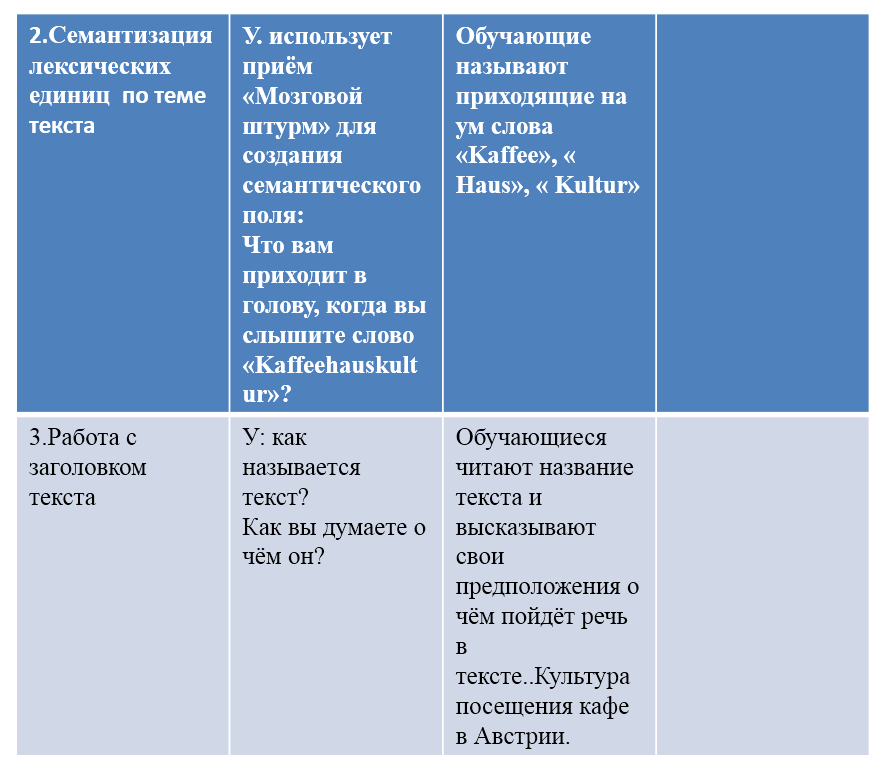 2.Семантизация
лексических
единиц по теме
текста
У. использует
приём
«Мозговой
штурм» для
создания
семантического
поля:
Что вам
приходит в
голову, когда вы
слышите слово
«Kaffeehauskult
ur»?
Обучающие
называют
приходящие на
ум слова
«Kaffee», «
Haus», « Kultur»
3.Работа с
заголовком
текста
У: как
называется
текст?
Как вы думаете о
чём он?
Обучающиеся
читают название
текста и
высказывают
свои
предположения о
чём пойдёт речь
в
тексте..Культура
посещения кафе
в Австрии.